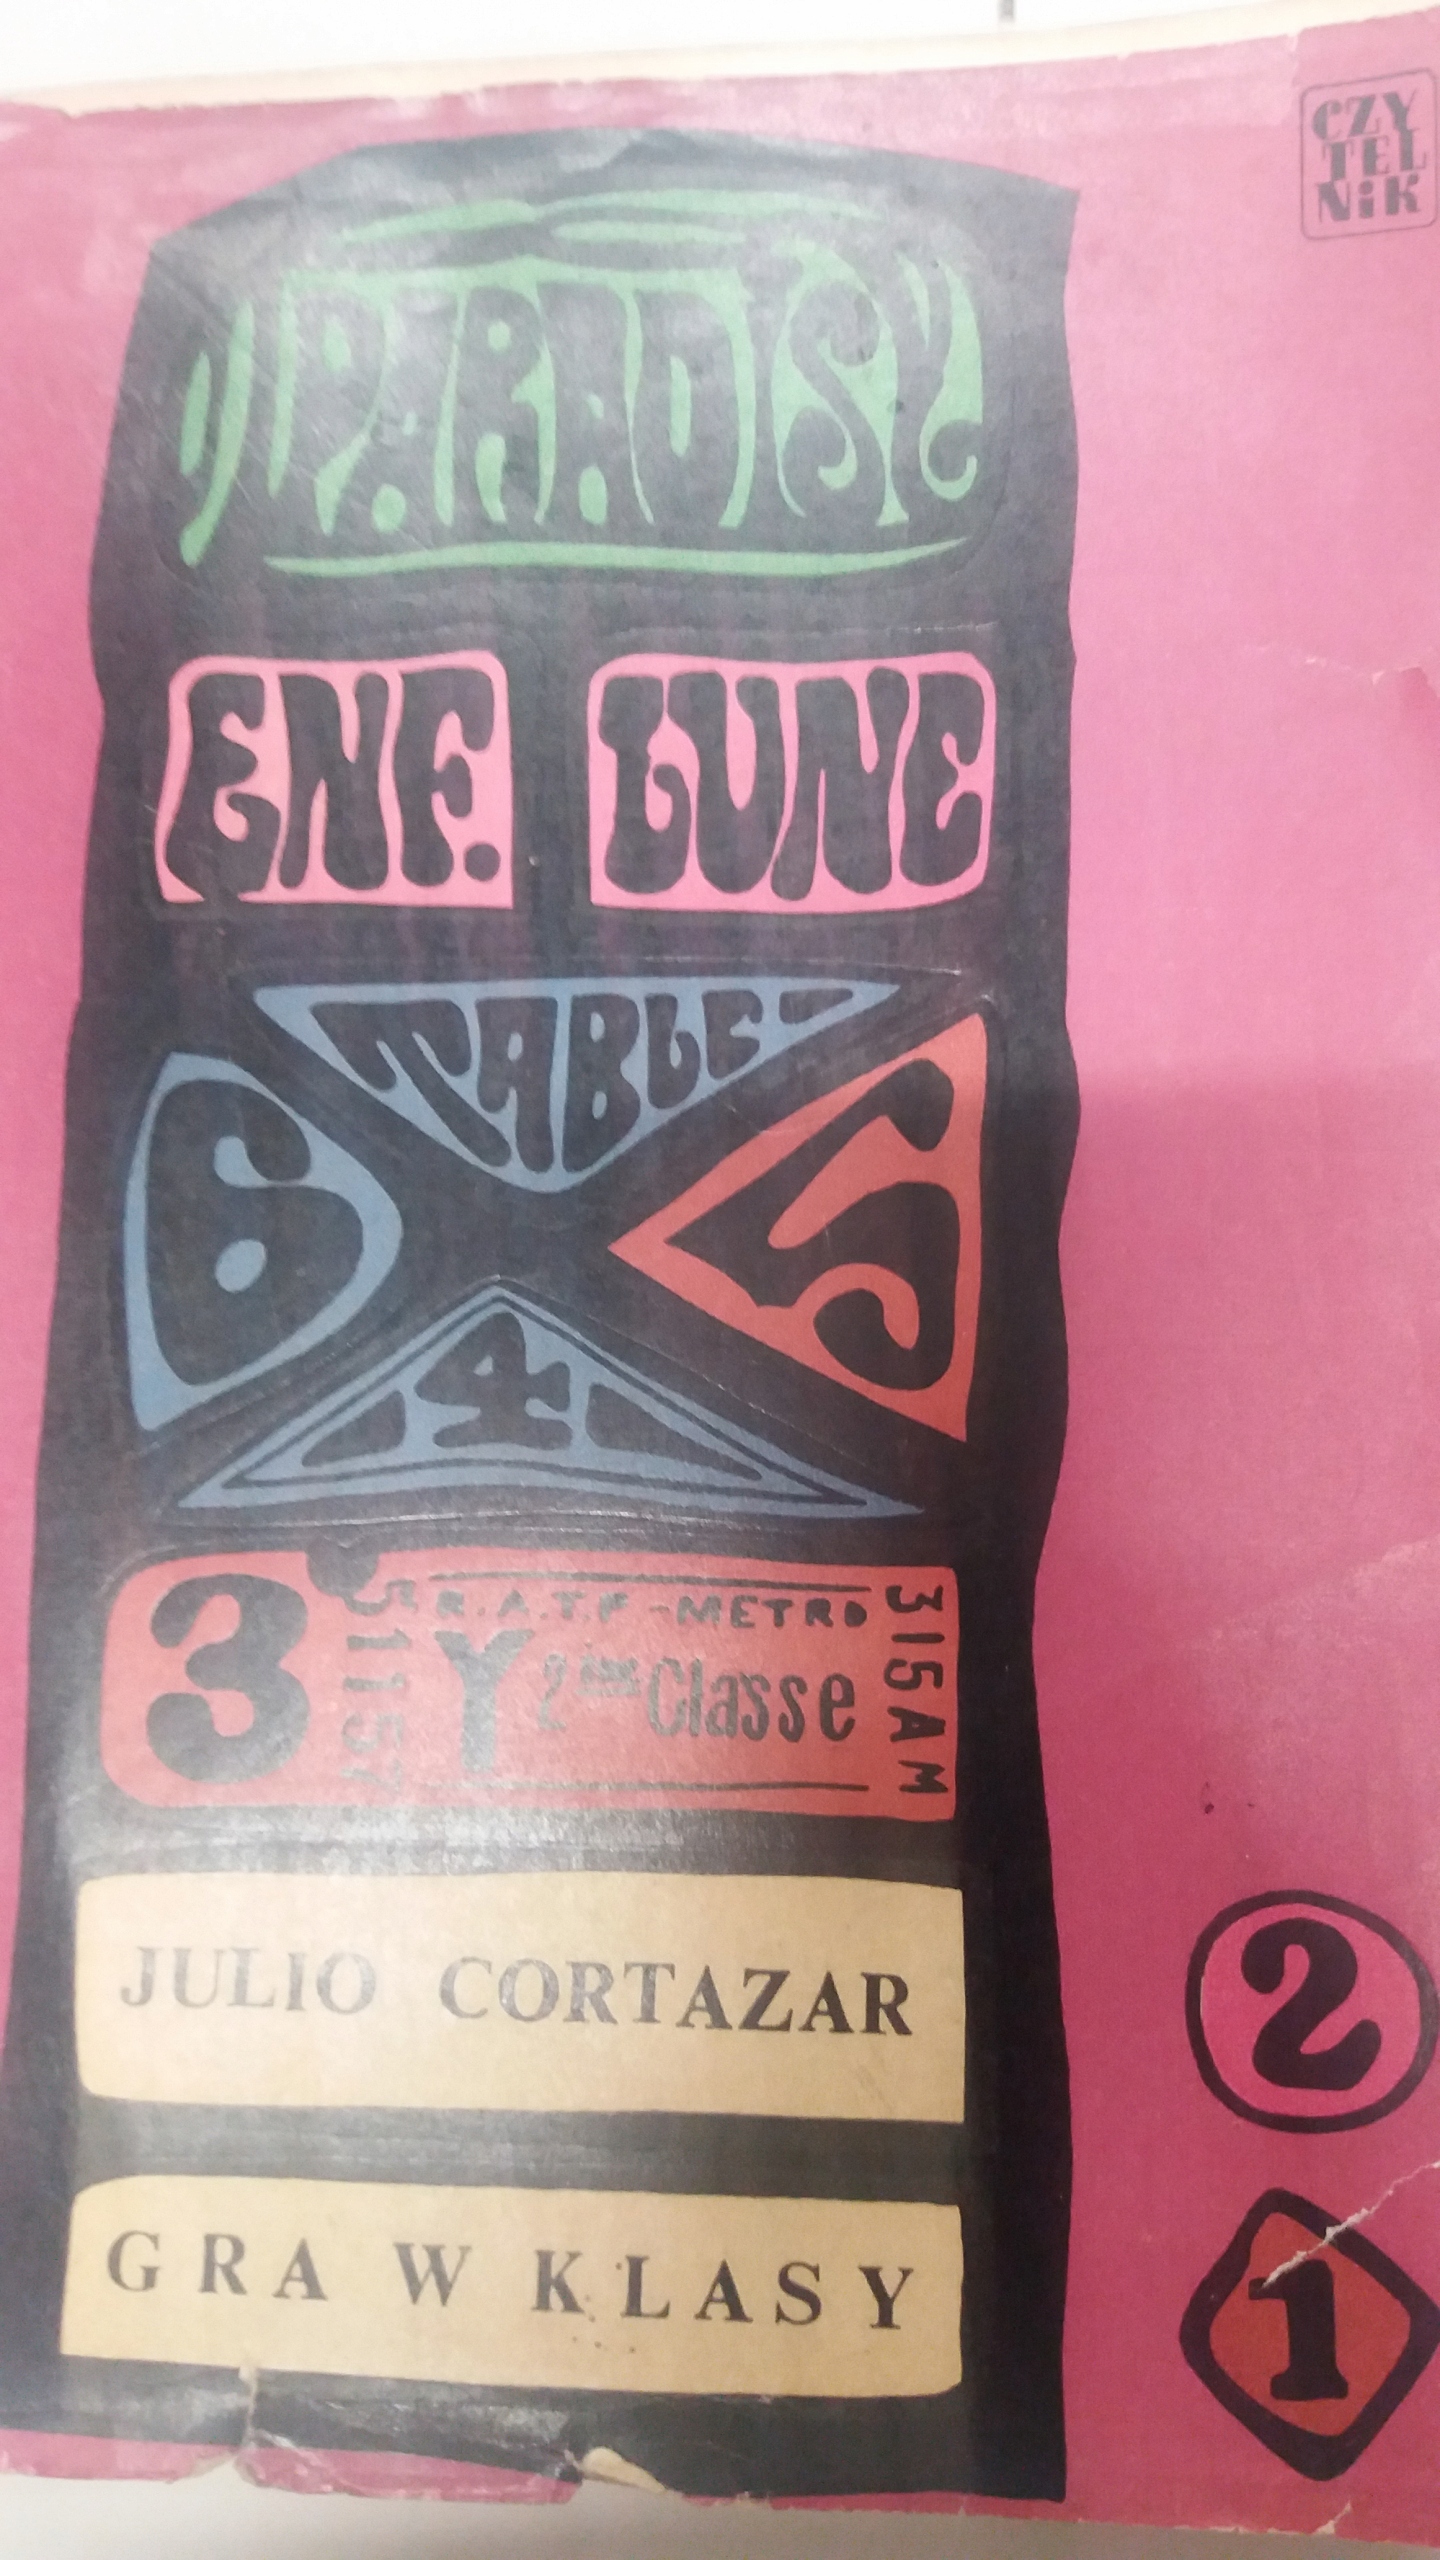 CZY
TEL
NiK
PARADISY
ENF. LUNE
TABLE
6 5
4
3 51157 R.A.T.P-METRO 315AM
Y 2ème Classe
JULIO CORTAZAR
2
GRA W KLASY
1